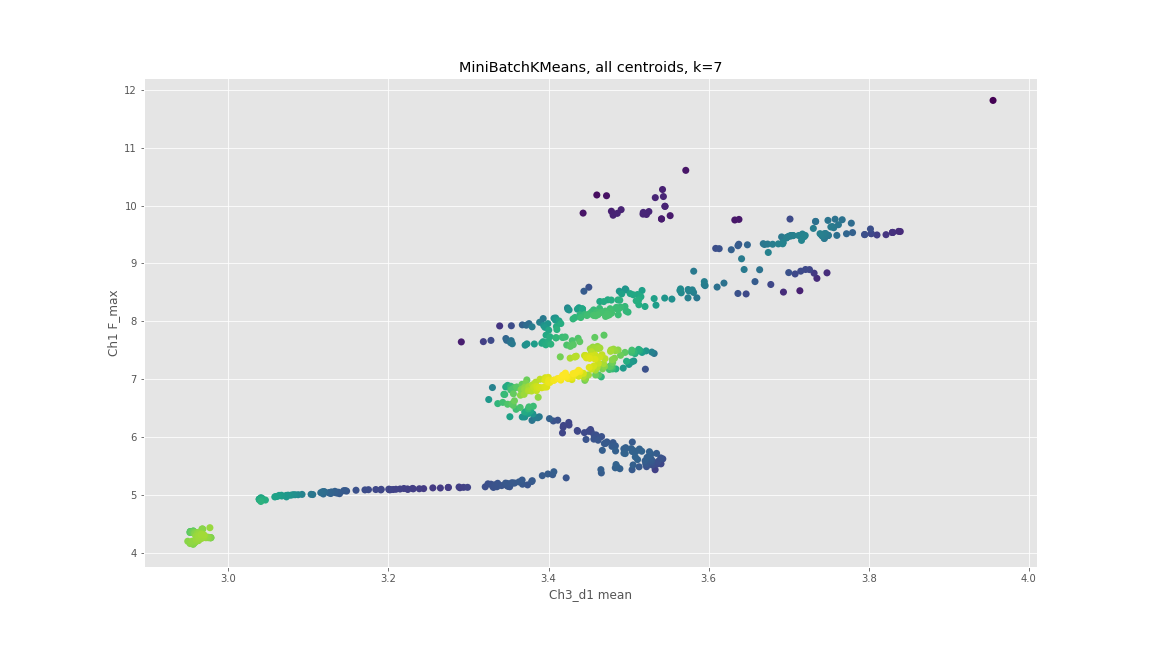 MiniBatchKMeans, all centroids, k=7
12
11
10
9
8
7
6
5
4
Ch1 F_max
3.0 3.2 3.4 3.6 3.8 4.0
Ch3_d1 mean